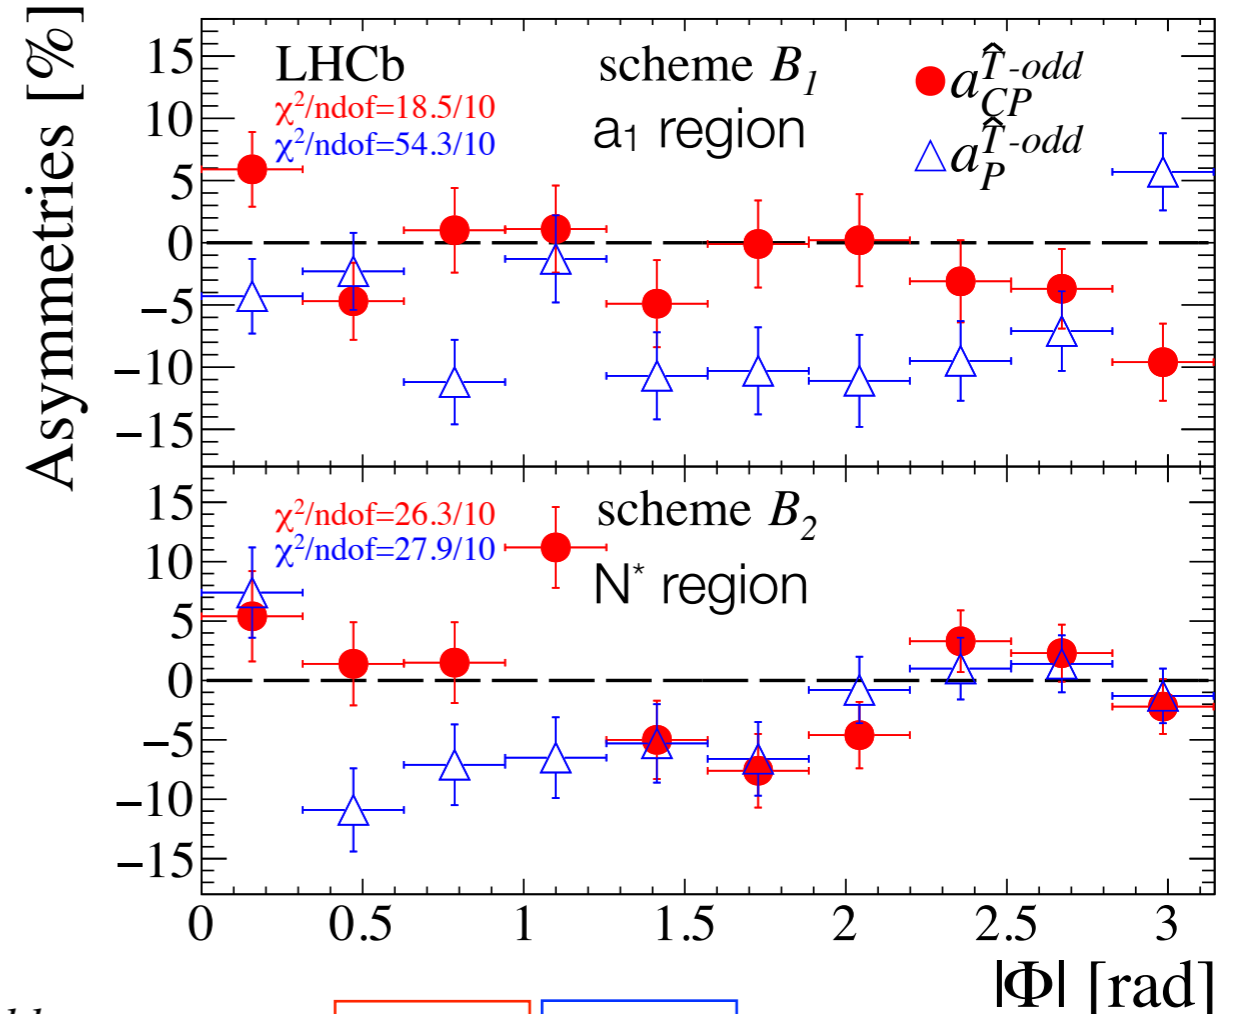 Asymmetries [%]
LHCb
scheme B₁
a_CP^T̂-odd
χ²/ndof=18.5/10
χ²/ndof=54.3/10
a₁ region
a_P^T̂-odd
15
10
5
0
−5
−10
−15
χ²/ndof=26.3/10
χ²/ndof=27.9/10
scheme B₂
N* region
15
10
5
0
−5
−10
−15
0 0.5 1 1.5 2 2.5 3
|Φ| [rad]